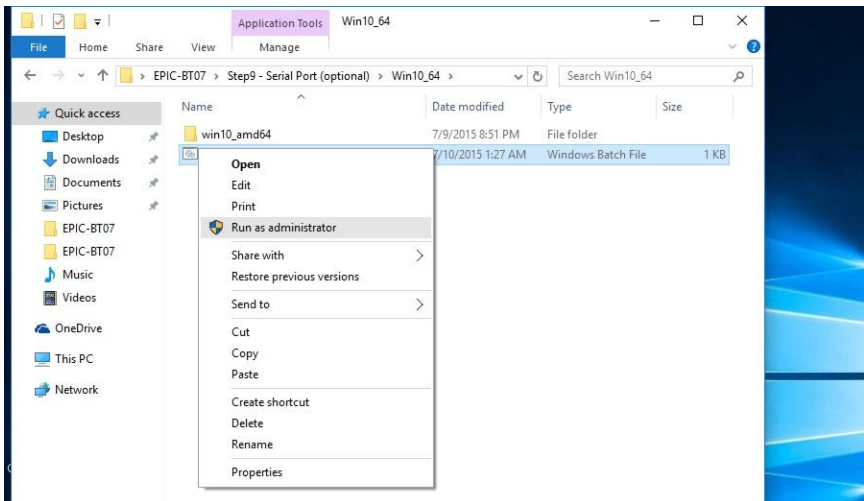 Application Tools Win10_64
File Home Share View Manage
EPIC-BT07 > Step9 - Serial Port (optional) > Win10_64 > Search Win10_64
Name Date modified Type Size
Quick access
Desktop
Downloads
Documents
Pictures
EPIC-BT07
EPIC-BT07
Music
Videos
OneDrive
This PC
Network
win10_amd64 7/9/2015 8:51 PM File folder
7/10/2015 1:27 AM Windows Batch File 1 KB
Open
Edit
Print
Run as administrator
Share with
Restore previous versions
Send to
Cut
Copy
Paste
Create shortcut
Delete
Rename
Properties